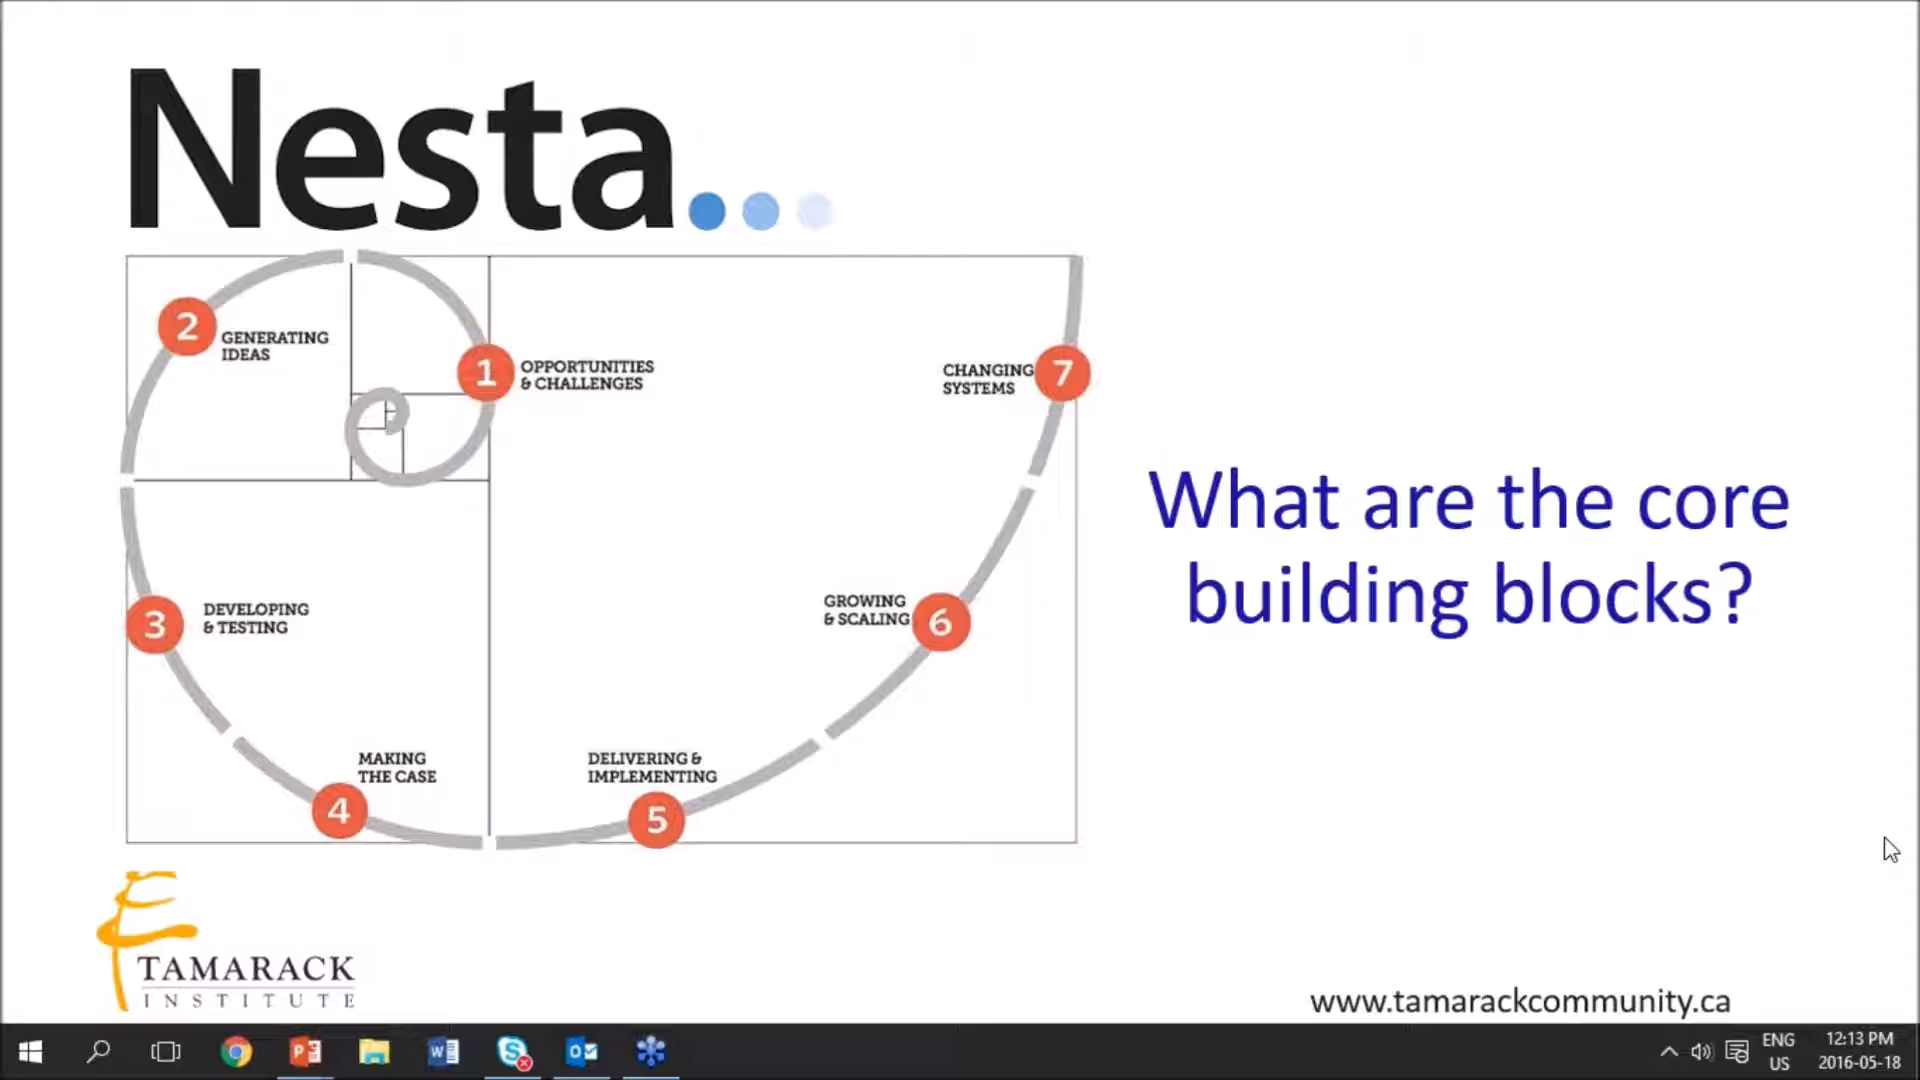 Nesta...
2
GENERATING
IDEAS
1
OPPORTUNITIES
& CHALLENGES
CHANGING
SYSTEMS
7
What are the core
building blocks?
3
DEVELOPING
& TESTING
GROWING
& SCALING
6
MAKING
THE CASE
4
DELIVERING &
IMPLEMENTING
5
TAMARACK
INSTITUTE
www.tamarackcommunity.ca
ENG
US
12:13 PM
2016-05-18